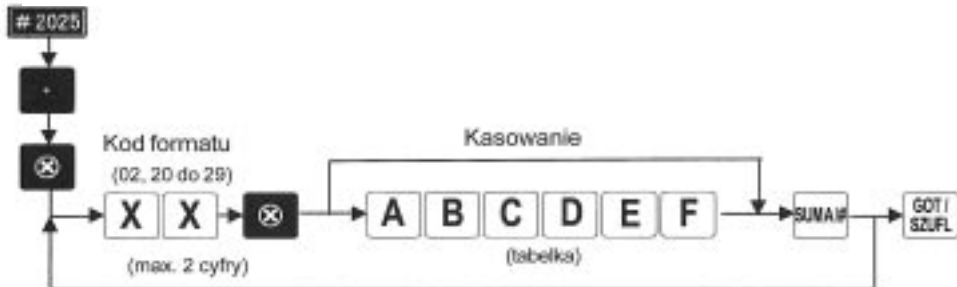 # 2025
.
⊗
Kod formatu
(02, 20 do 29)
X X ⊗
(max. 2 cyfry)
Kasowanie
A B C D E F
(tabelka)
SUMA/#
GOT /
SZUFL